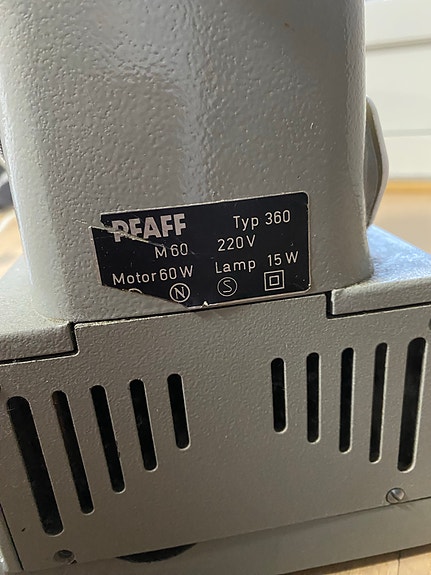 PFAFF Typ 360
M 60 220 V
Motor 60 W Lamp 15 W
N S